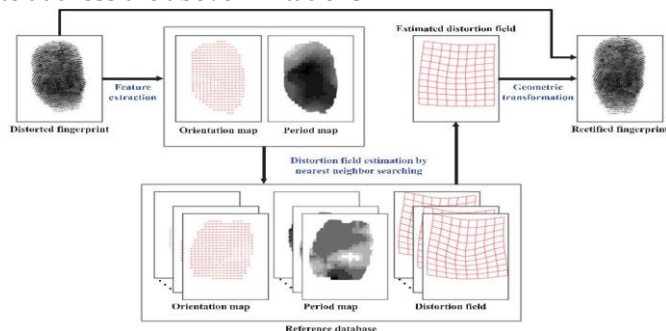 Estimated distortion field
Feature
extraction
Geometric
transformation
Distorted fingerprint
Orientation map
Period map
Rectified fingerprint
Distortion field estimation by
nearest neighbor searching
Orientation map
Period map
Distortion field
Reference database